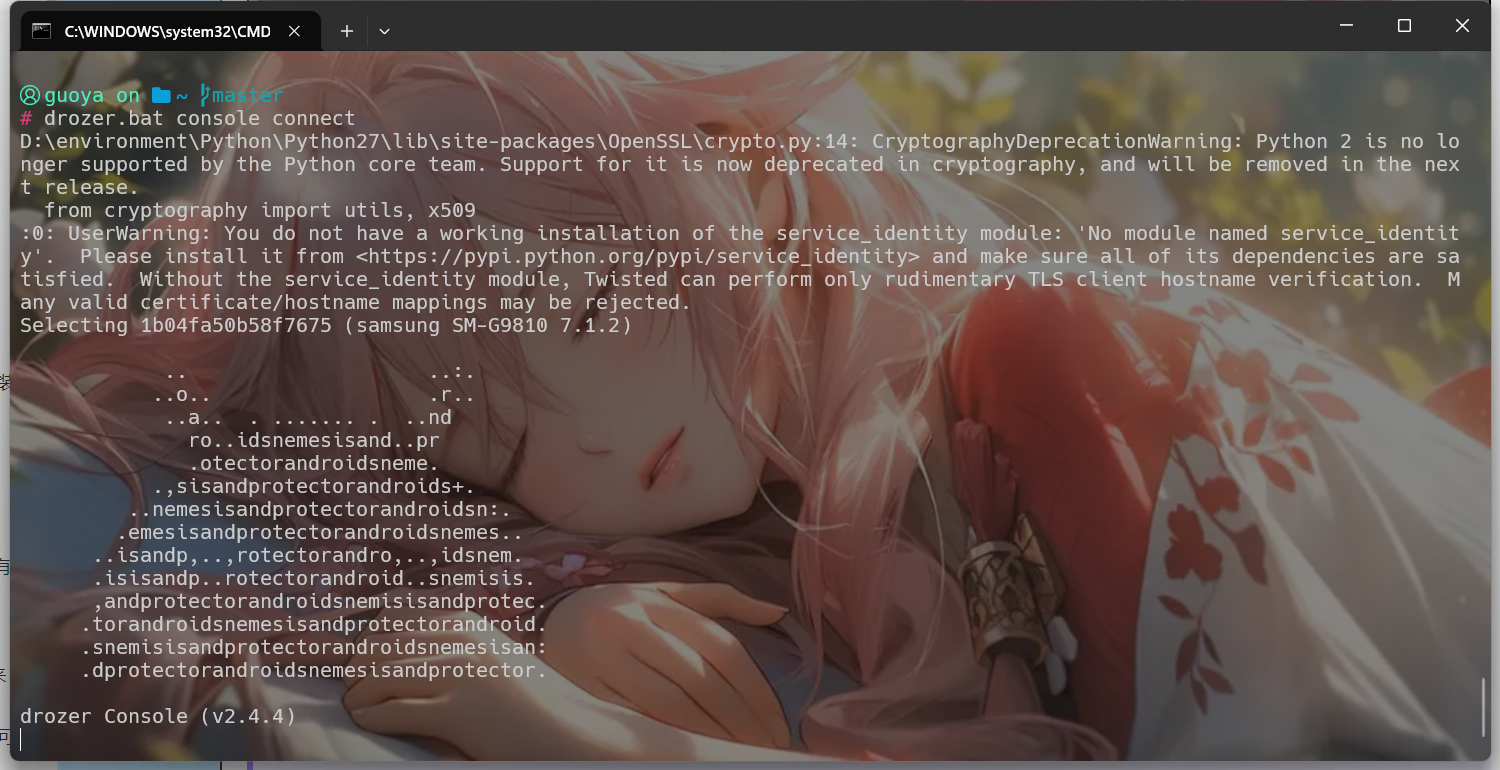 C:\WINDOWS\system32\CMD
guoya on ~ master
# drozer.bat console connect
D:\environment\Python\Python27\lib\site-packages\OpenSSL\crypto.py:14: CryptographyDeprecationWarning: Python 2 is no lo
nger supported by the Python core team. Support for it is now deprecated in cryptography, and will be removed in the nex
t release.
  from cryptography import utils, x509
:0: UserWarning: You do not have a working installation of the service_identity module: 'No module named service_identit
y'.  Please install it from <https://pypi.python.org/pypi/service_identity> and make sure all of its dependencies are sa
tisfied.  Without the service_identity module, Twisted can perform only rudimentary TLS client hostname verification.  M
any valid certificate/hostname mappings may be rejected.
Selecting 1b04fa50b58f7675 (samsung SM-G9810 7.1.2)
            ..                    ..:.
           ..o..                  .r..
            ..a..  . ....... .  ..nd
              ro..idsnemesisand..pr
              .otectorandroidsneme.
           .,sisandprotectorandroids+.
         ..nemesisandprotectorandroidsn:.
        .emesisandprotectorandroidsnemes..
      ..isandp,..,rotectorandro,..,idsnem.
      .isisandp..rotectorandroid..snemisis.
      ,andprotectorandroidsnemisisandprotec.
     .torandroidsnemesisandprotectorandroid.
     .snemisisandprotectorandroidsnemesisan:
     .dprotectorandroidsnemesisandprotector.
drozer Console (v2.4.4)